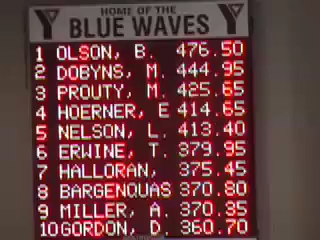 HOME OF THE
BLUE WAVES
1 OLSON, B. 476.50
2 DOBYNS, M. 444.95
3 PROUTY, M. 425.65
4 HOERNER, E 414.65
5 NELSON, L. 413.40
6 ERWINE, T. 379.95
7 HALLORAN, 375.45
8 BARGENQUAS 370.80
9 MILLER, A. 370.35
10GORDON, D. 360.70